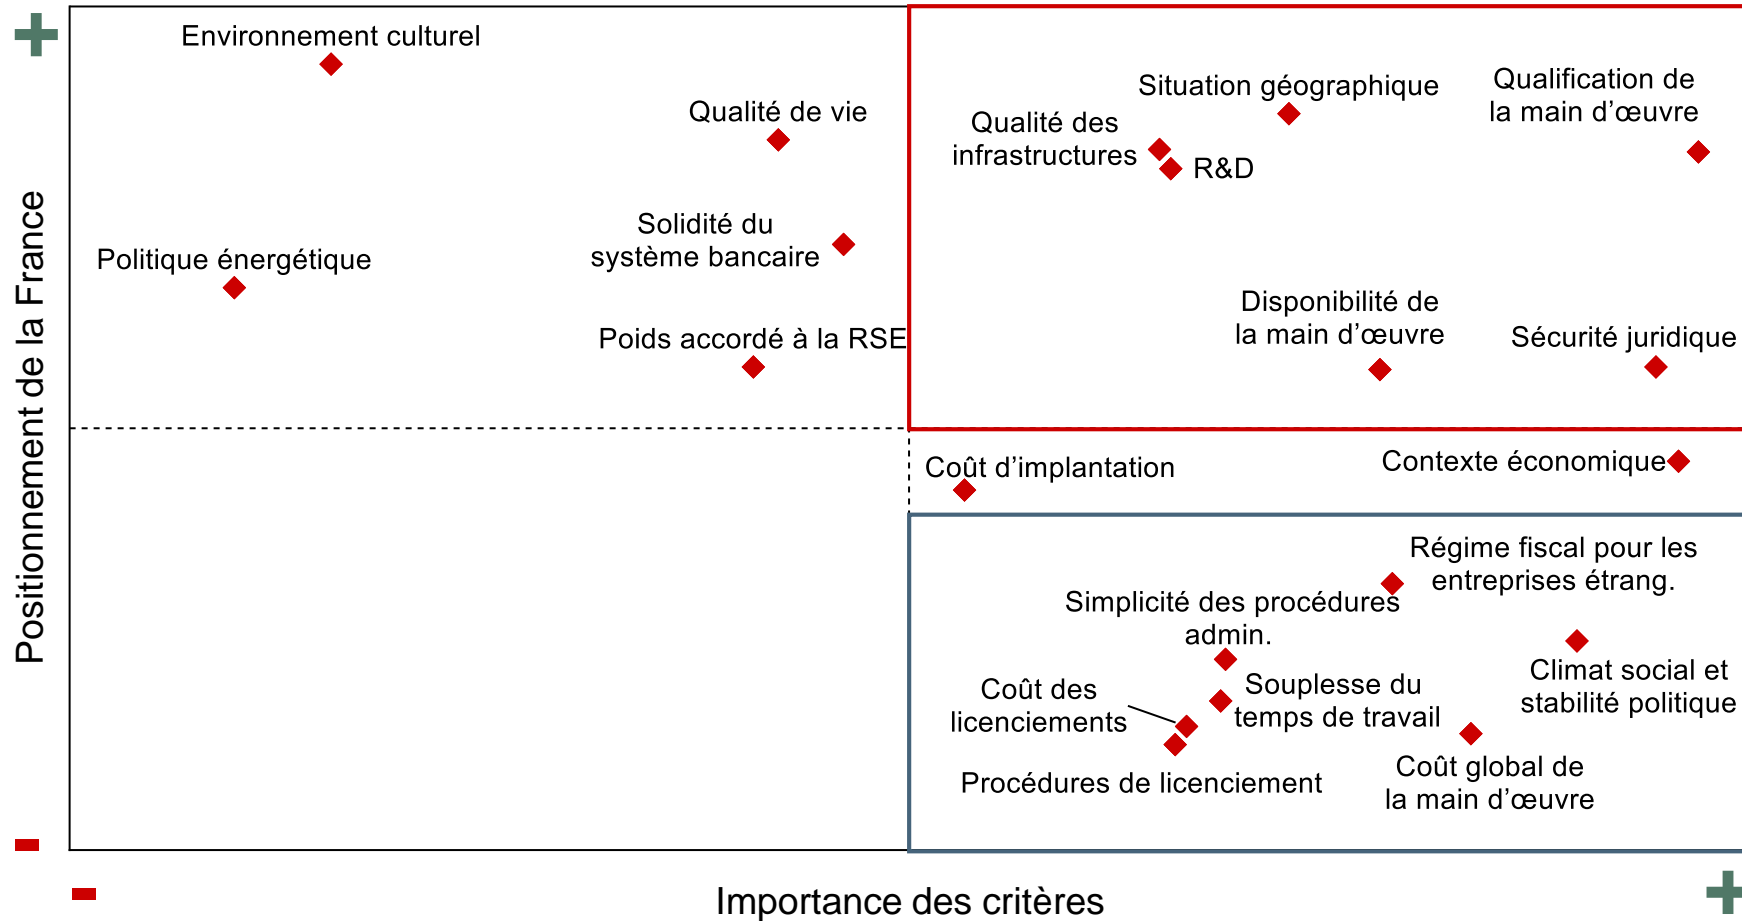 Environnement culturel
Qualité de vie
Situation géographique
Qualification de
la main d’œuvre
Qualité des
infrastructures
R&D
Solidité du
système bancaire
Politique énergétique
Poids accordé à la RSE
Disponibilité de
la main d’œuvre
Sécurité juridique
Coût d’implantation
Contexte économique
Régime fiscal pour les
entreprises étrang.
Simplicité des procédures
admin.
Climat social et
stabilité politique
Coût des
licenciements
Souplesse du
temps de travail
Procédures de licenciement
Coût global de
la main d’œuvre
Positionnement de la France
Importance des critères